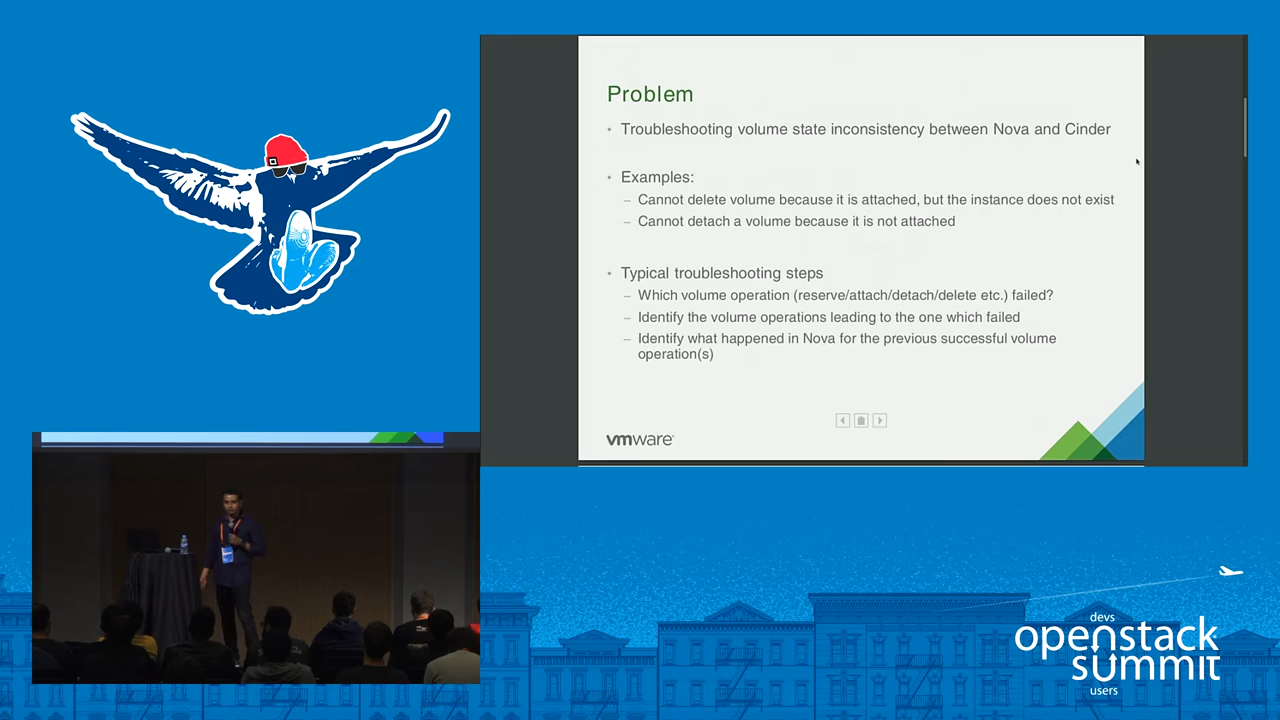 Problem
• Troubleshooting volume state inconsistency between Nova and Cinder
• Examples:
– Cannot delete volume because it is attached, but the instance does not exist
– Cannot detach a volume because it is not attached
• Typical troubleshooting steps
– Which volume operation (reserve/attach/detach/delete etc.) failed?
– Identify the volume operations leading to the one which failed
– Identify what happened in Nova for the previous successful volume
operation(s)
vmware
devs
openstack
summit
users